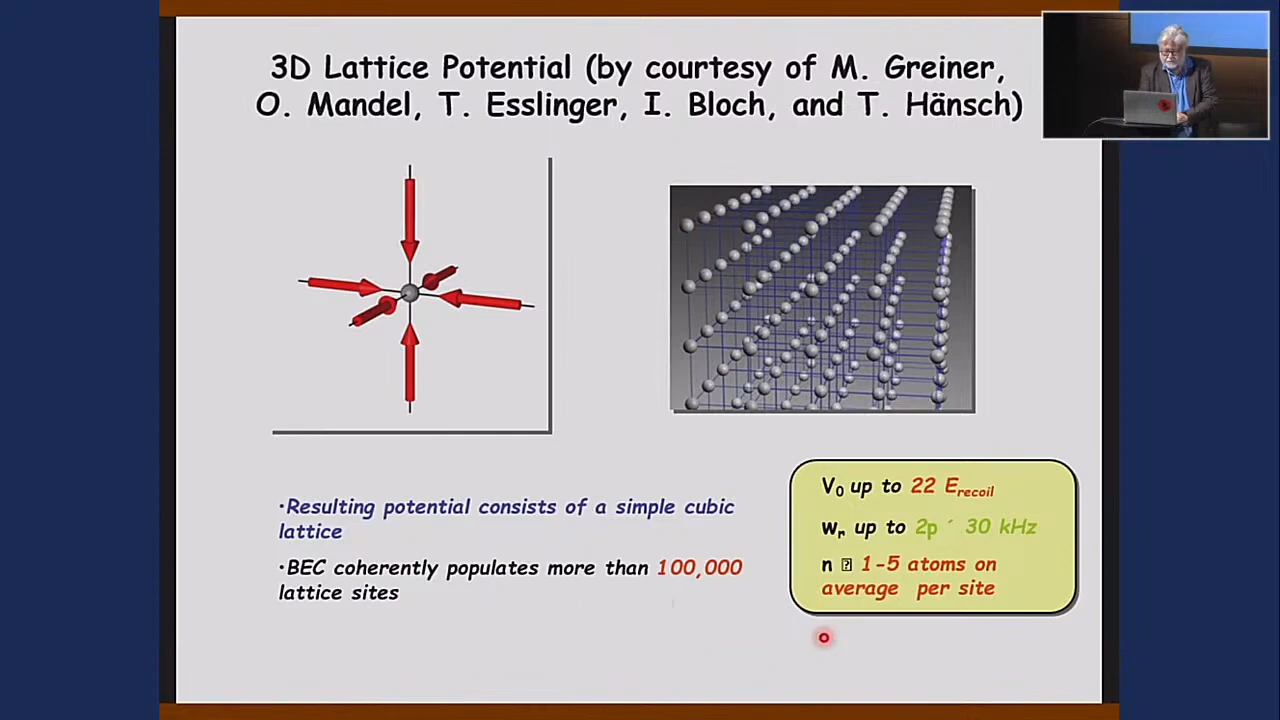 3D Lattice Potential (by courtesy of M. Greiner,
O. Mandel, T. Esslinger, I. Bloch, and T. Hänsch)
•Resulting potential consists of a simple cubic
lattice
•BEC coherently populates more than 100,000
lattice sites
V0 up to 22 Erecoil
wr up to 2p ´ 30 kHz
n 1-5 atoms on
average per site